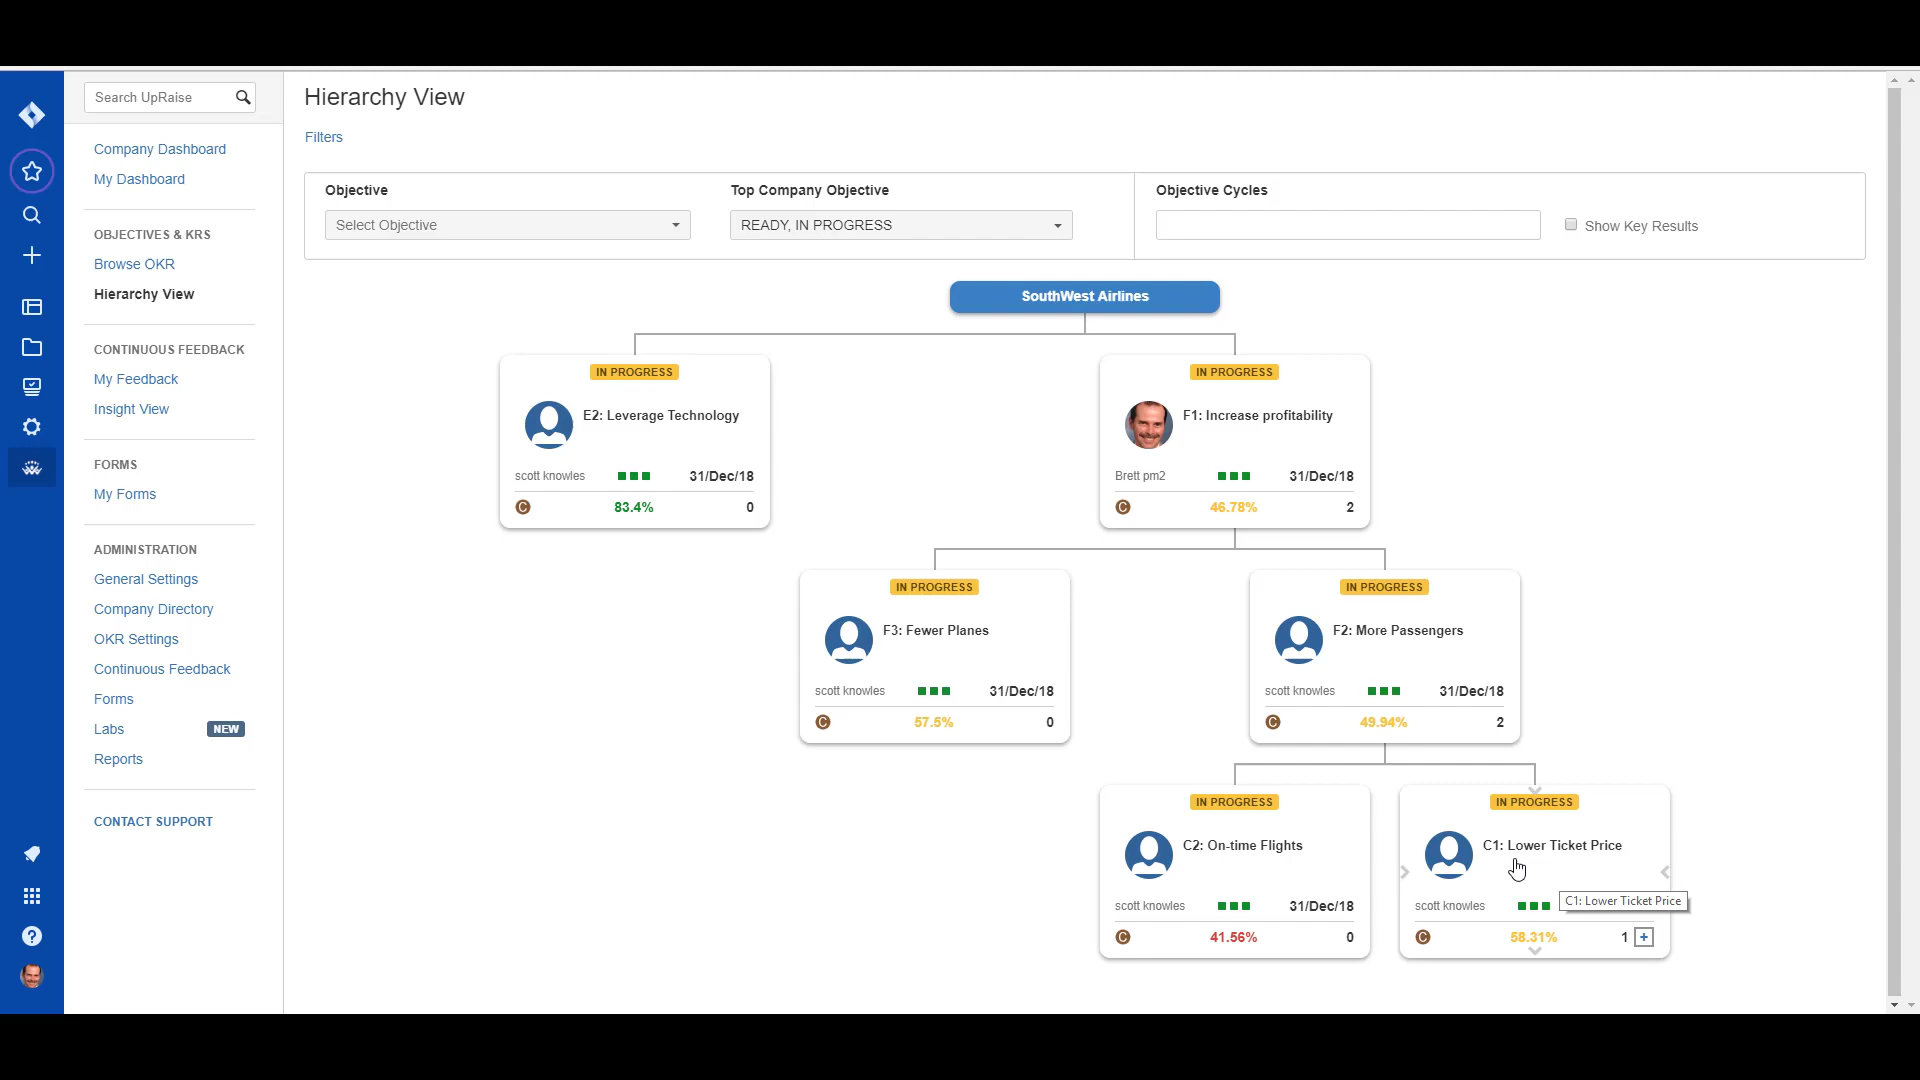 Search UpRaise
Company Dashboard
My Dashboard
OBJECTIVES & KRS
Browse OKR
Hierarchy View
CONTINUOUS FEEDBACK
My Feedback
Insight View
FORMS
My Forms
ADMINISTRATION
General Settings
Company Directory
OKR Settings
Continuous Feedback
Forms
Labs NEW
Reports
CONTACT SUPPORT
Hierarchy View
Filters
Objective Top Company Objective Objective Cycles
Select Objective READY, IN PROGRESS Show Key Results
SouthWest Airlines
IN PROGRESS
E2: Leverage Technology
scott knowles 31/Dec/18
C 83.4% 0
IN PROGRESS
F1: Increase profitability
Brett pm2 31/Dec/18
C 46.78% 2
IN PROGRESS
F3: Fewer Planes
scott knowles 31/Dec/18
C 57.5% 0
IN PROGRESS
F2: More Passengers
scott knowles 31/Dec/18
C 49.94% 2
IN PROGRESS
C2: On-time Flights
scott knowles 31/Dec/18
C 41.56% 0
IN PROGRESS
C1: Lower Ticket Price
scott knowles
C1: Lower Ticket Price
C 58.31% 1 +